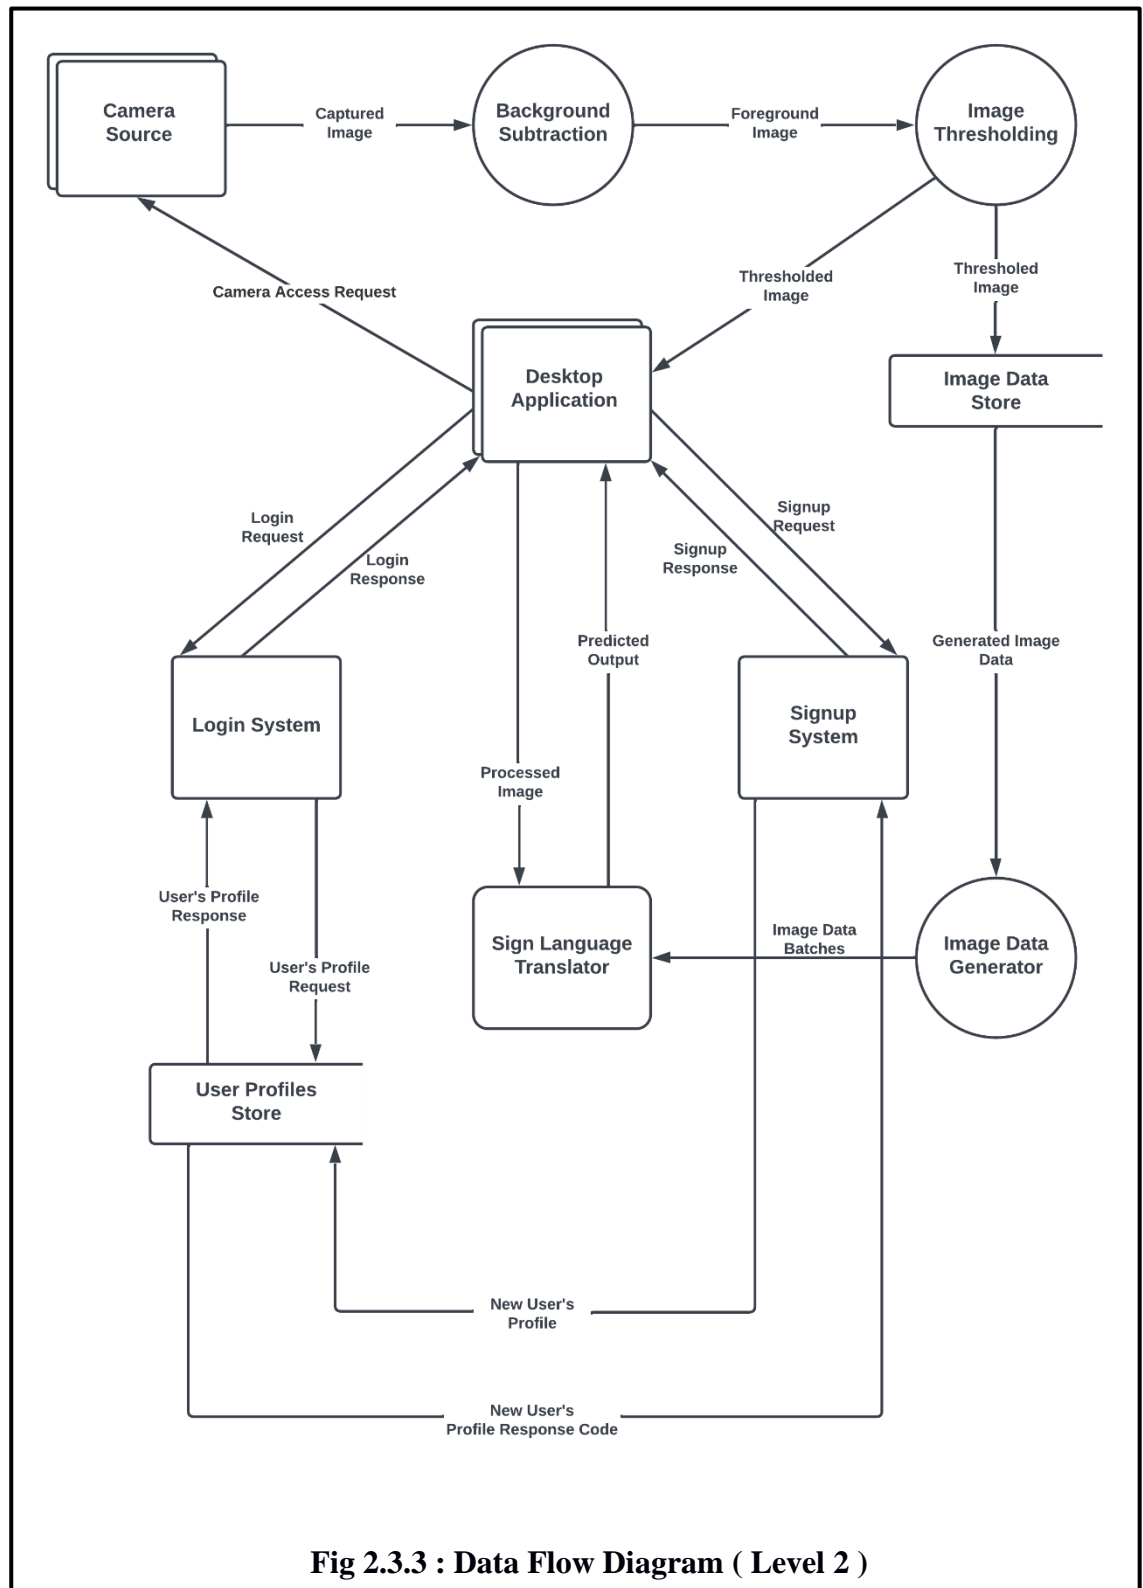 Camera
Source
Captured
Image
Background
Subtraction
Foreground
Image
Image
Thresholding
Camera Access Request
Thresholded
Image
Thresholed
Image
Desktop
Application
Image Data
Store
Login
Request
Login
Response
Signup
Response
Signup
Request
Predicted
Output
Generated Image
Data
Login System
Signup
System
Processed
Image
User's Profile
Response
User's Profile
Request
Sign Language
Translator
Image Data
Batches
Image Data
Generator
User Profiles
Store
New User's
Profile
New User's
Profile Response Code
Fig 2.3.3 : Data Flow Diagram ( Level 2 )